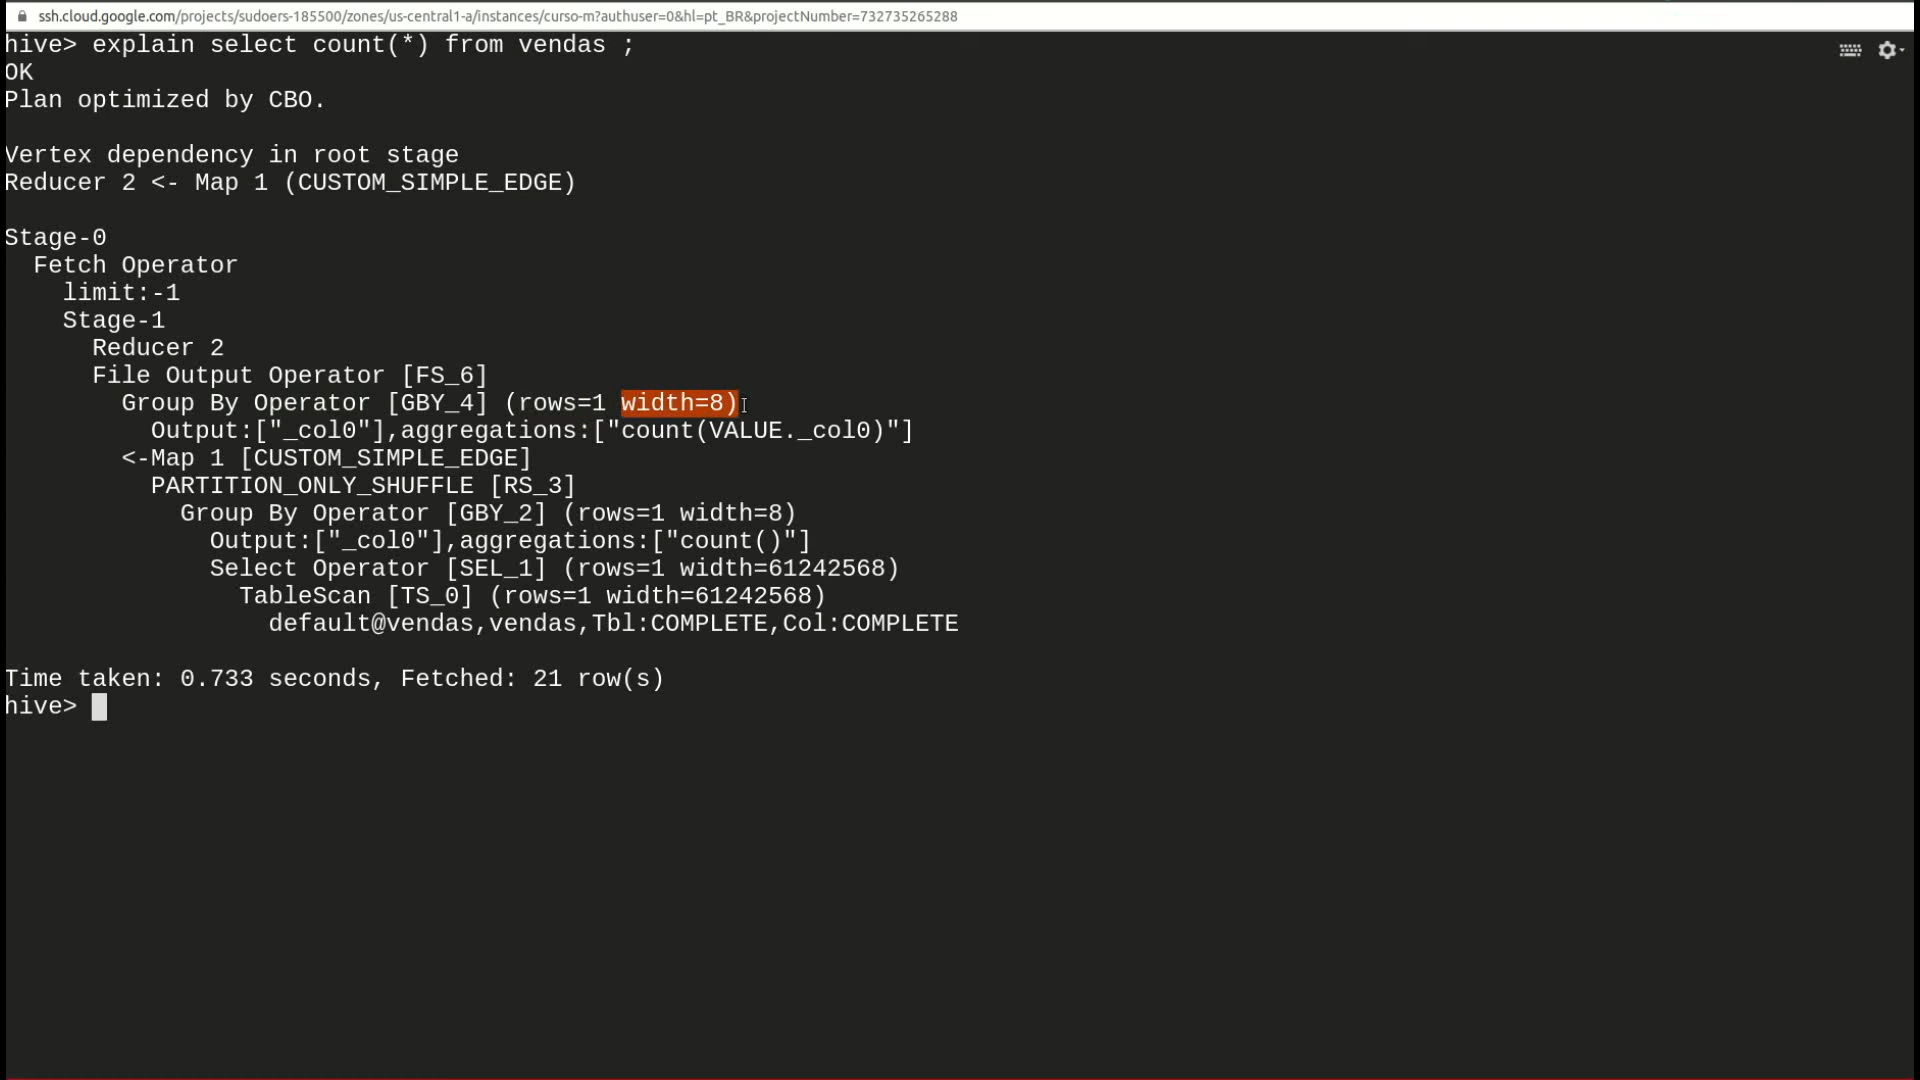 ssh.cloud.google.com/projects/sudoers-185500/zones/us-central1-a/instances/curso-m?authuser=0&hl=pt_BR&projectNumber=732735265288
hive> explain select count(*) from vendas ;
OK
Plan optimized by CBO.
Vertex dependency in root stage
Reducer 2 <- Map 1 (CUSTOM_SIMPLE_EDGE)
Stage-0
  Fetch Operator
    limit:-1
    Stage-1
      Reducer 2
      File Output Operator [FS_6]
        Group By Operator [GBY_4] (rows=1 width=8)
          Output:["_col0"],aggregations:["count(VALUE._col0)"]
        <-Map 1 [CUSTOM_SIMPLE_EDGE]
          PARTITION_ONLY_SHUFFLE [RS_3]
            Group By Operator [GBY_2] (rows=1 width=8)
              Output:["_col0"],aggregations:["count()"]
              Select Operator [SEL_1] (rows=1 width=61242568)
                TableScan [TS_0] (rows=1 width=61242568)
                  default@vendas,vendas,Tbl:COMPLETE,Col:COMPLETE
Time taken: 0.733 seconds, Fetched: 21 row(s)
hive>